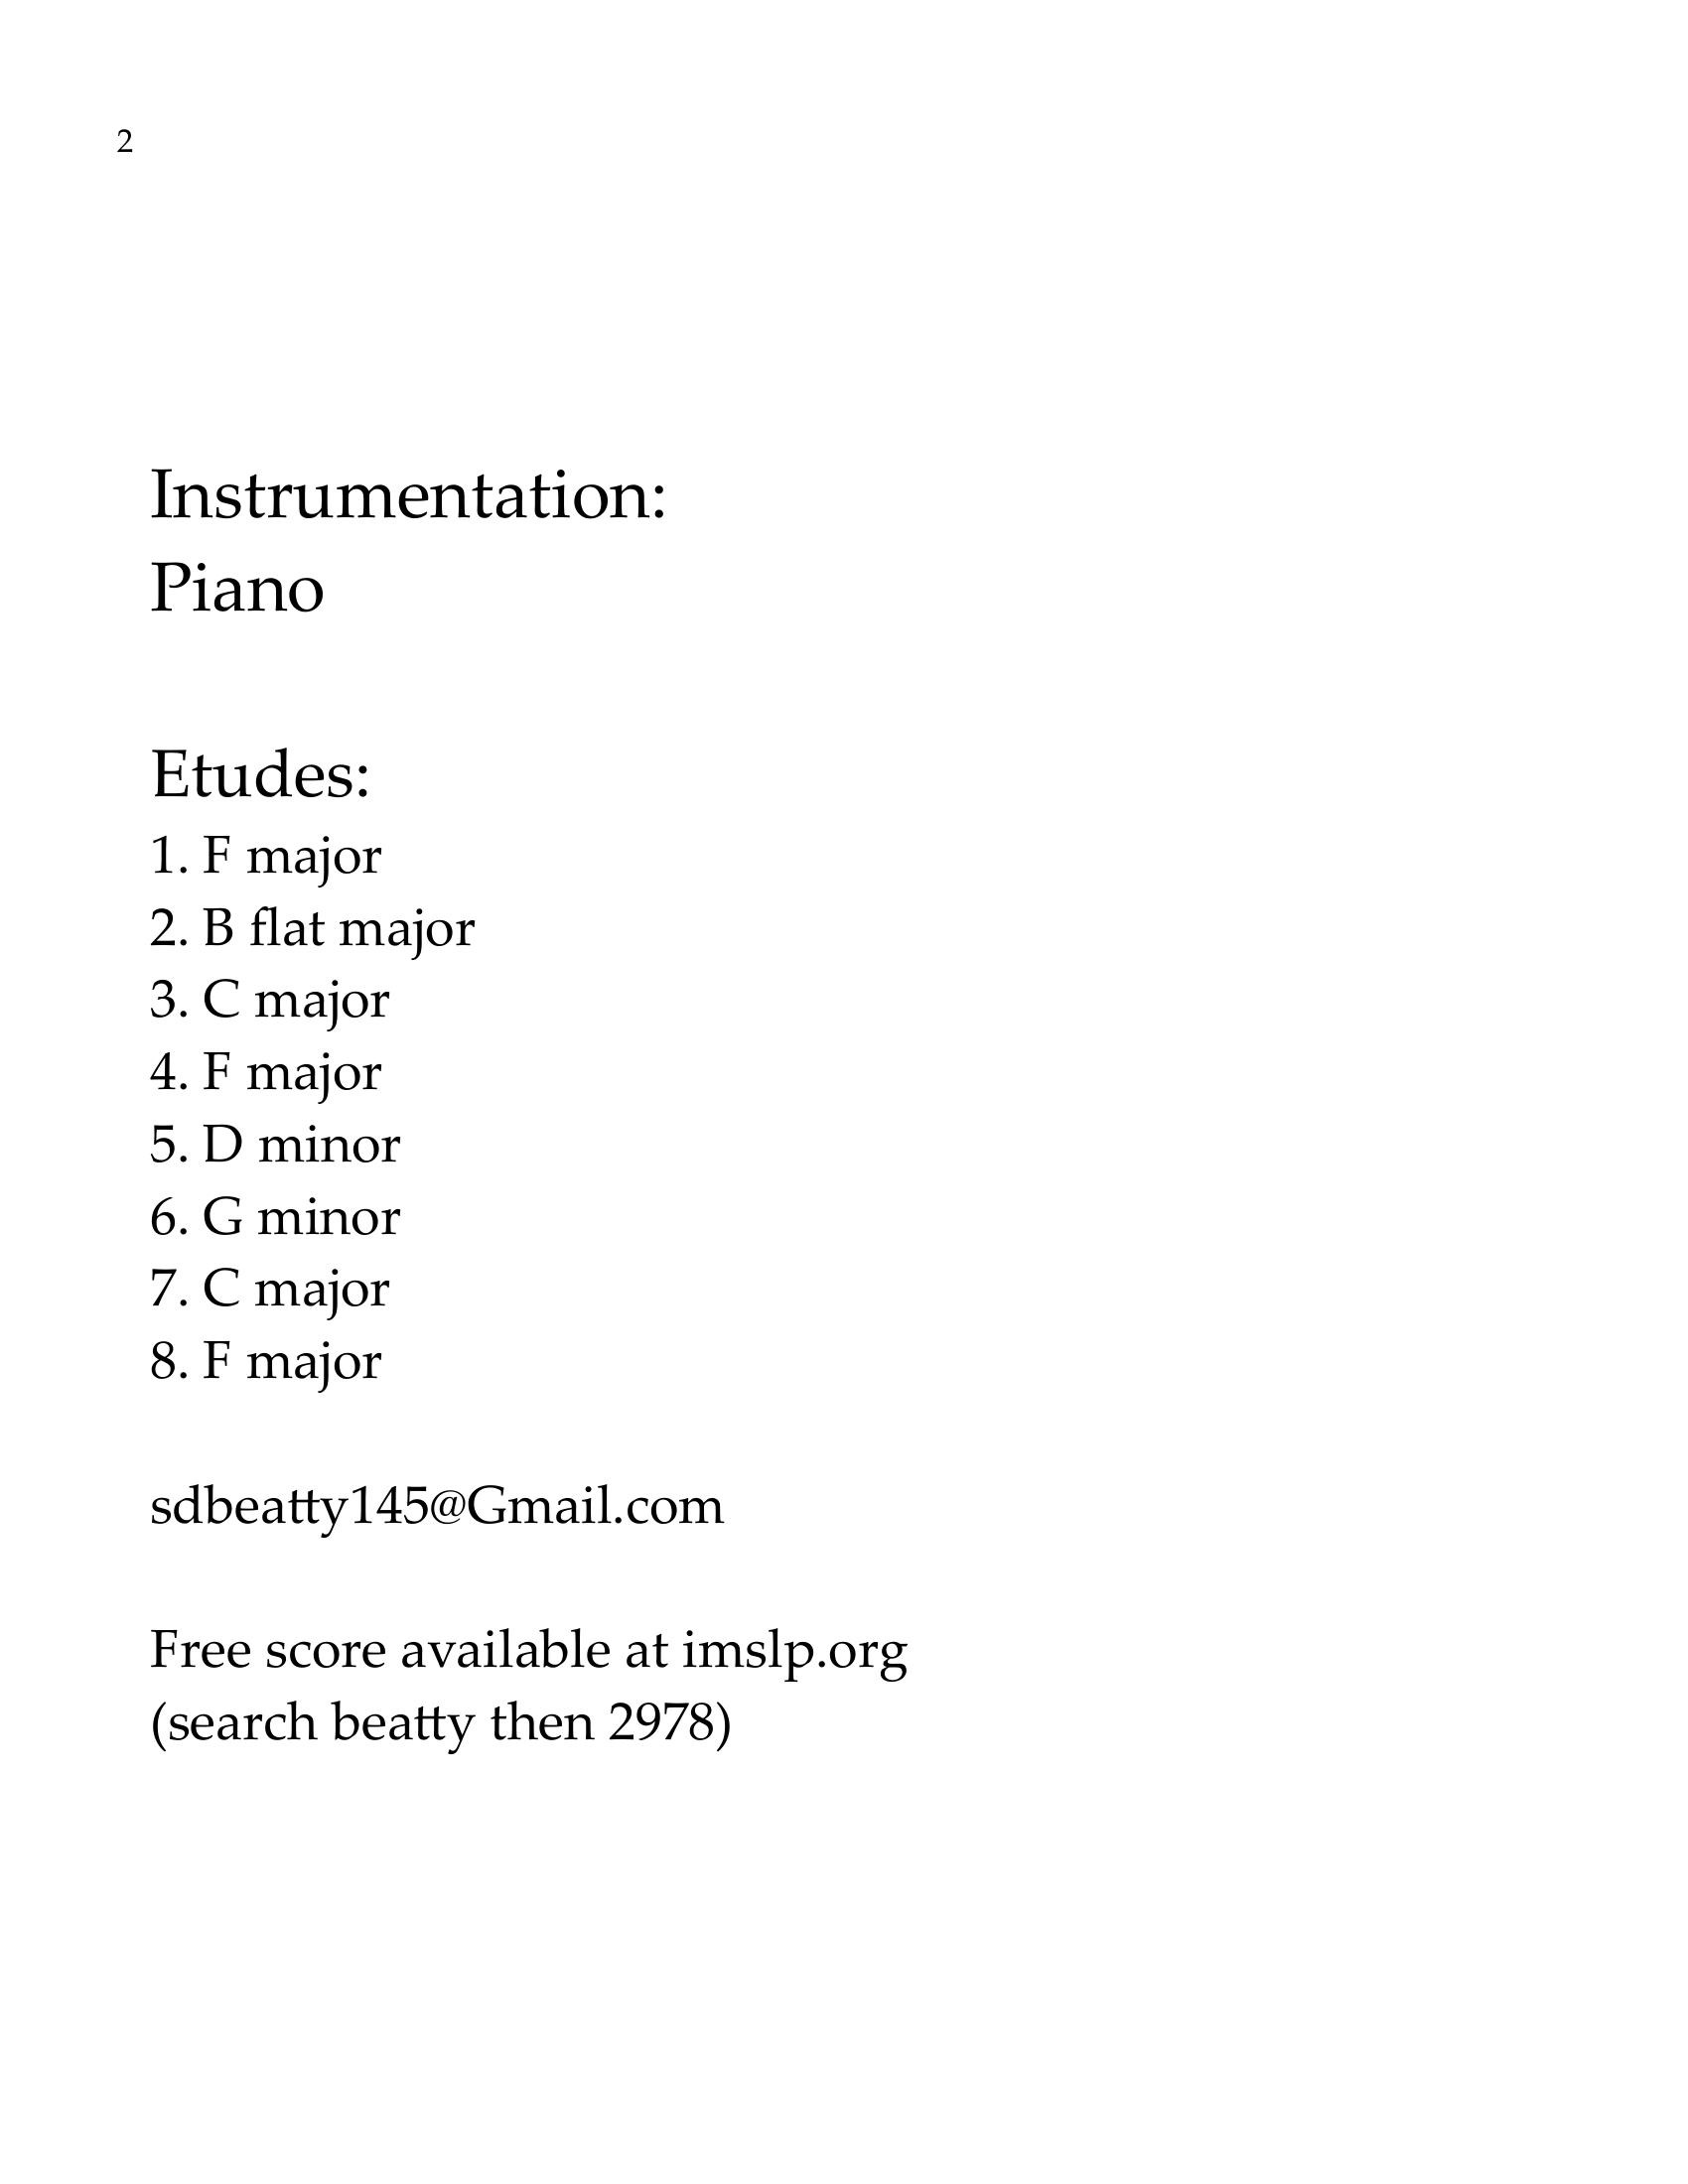 2
Instrumentation:
Piano
Etudes:
1. F major
2. B flat major
3. C major
4. F major
5. D minor
6. G minor
7. C major
8. F major
sdbeatty145@Gmail.com
Free score available at imslp.org
(search beatty then 2978)